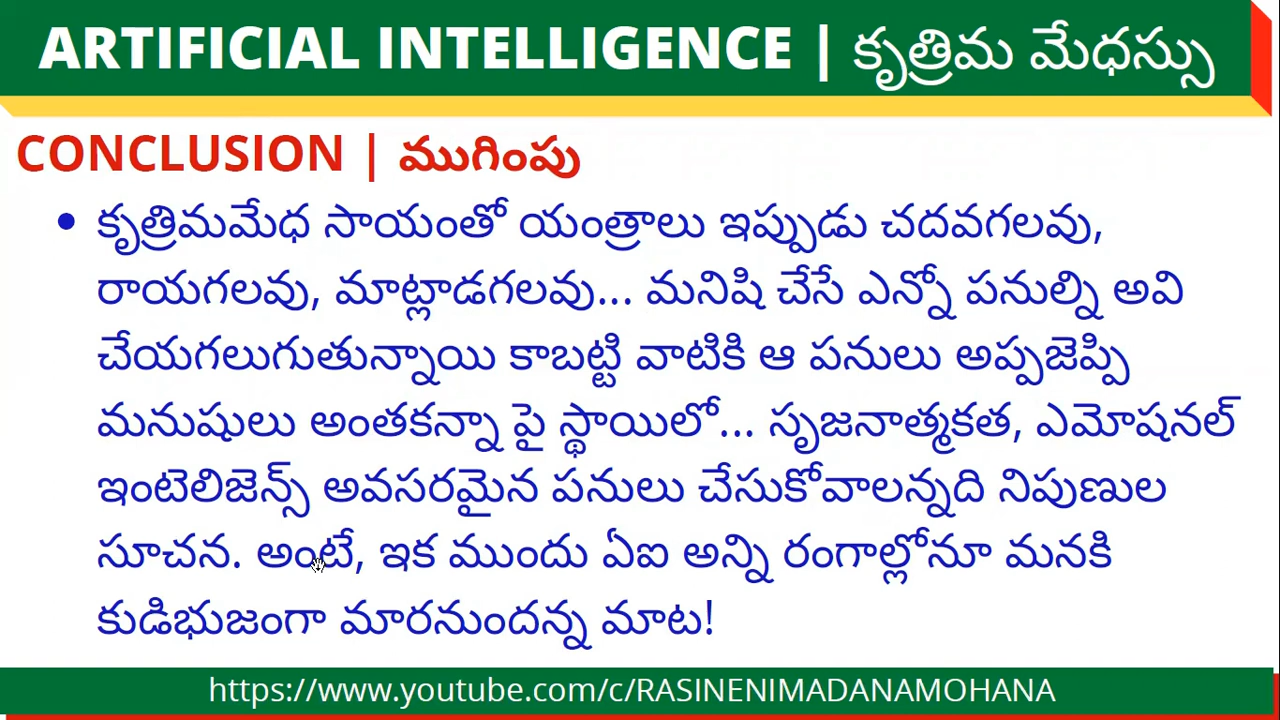 ARTIFICIAL INTELLIGENCE | కృత్రిమ మేధస్సు
CONCLUSION | ముగింపు
• కృత్రిమమేధ సాయంతో యంత్రాలు ఇప్పుడు చదవగలవు,
రాయగలవు, మాట్లాడగలవు... మనిషి చేసే ఎన్నో పనుల్ని అవి
చేయగలుగుతున్నాయి కాబట్టి వాటికి ఆ పనులు అప్పజెప్పి
మనుషులు అంతకన్నా పై స్థాయిలో... సృజనాత్మకత, ఎమోషనల్
ఇంటెలిజెన్స్ అవసరమైన పనులు చేసుకోవాలన్నది నిపుణుల
సూచన. అంటే, ఇక ముందు ఏఐ అన్ని రంగాల్లోనూ మనకి
కుడిభుజంగా మారనుందన్న మాట!
https://www.youtube.com/c/RASINENIMADANAMOHANA